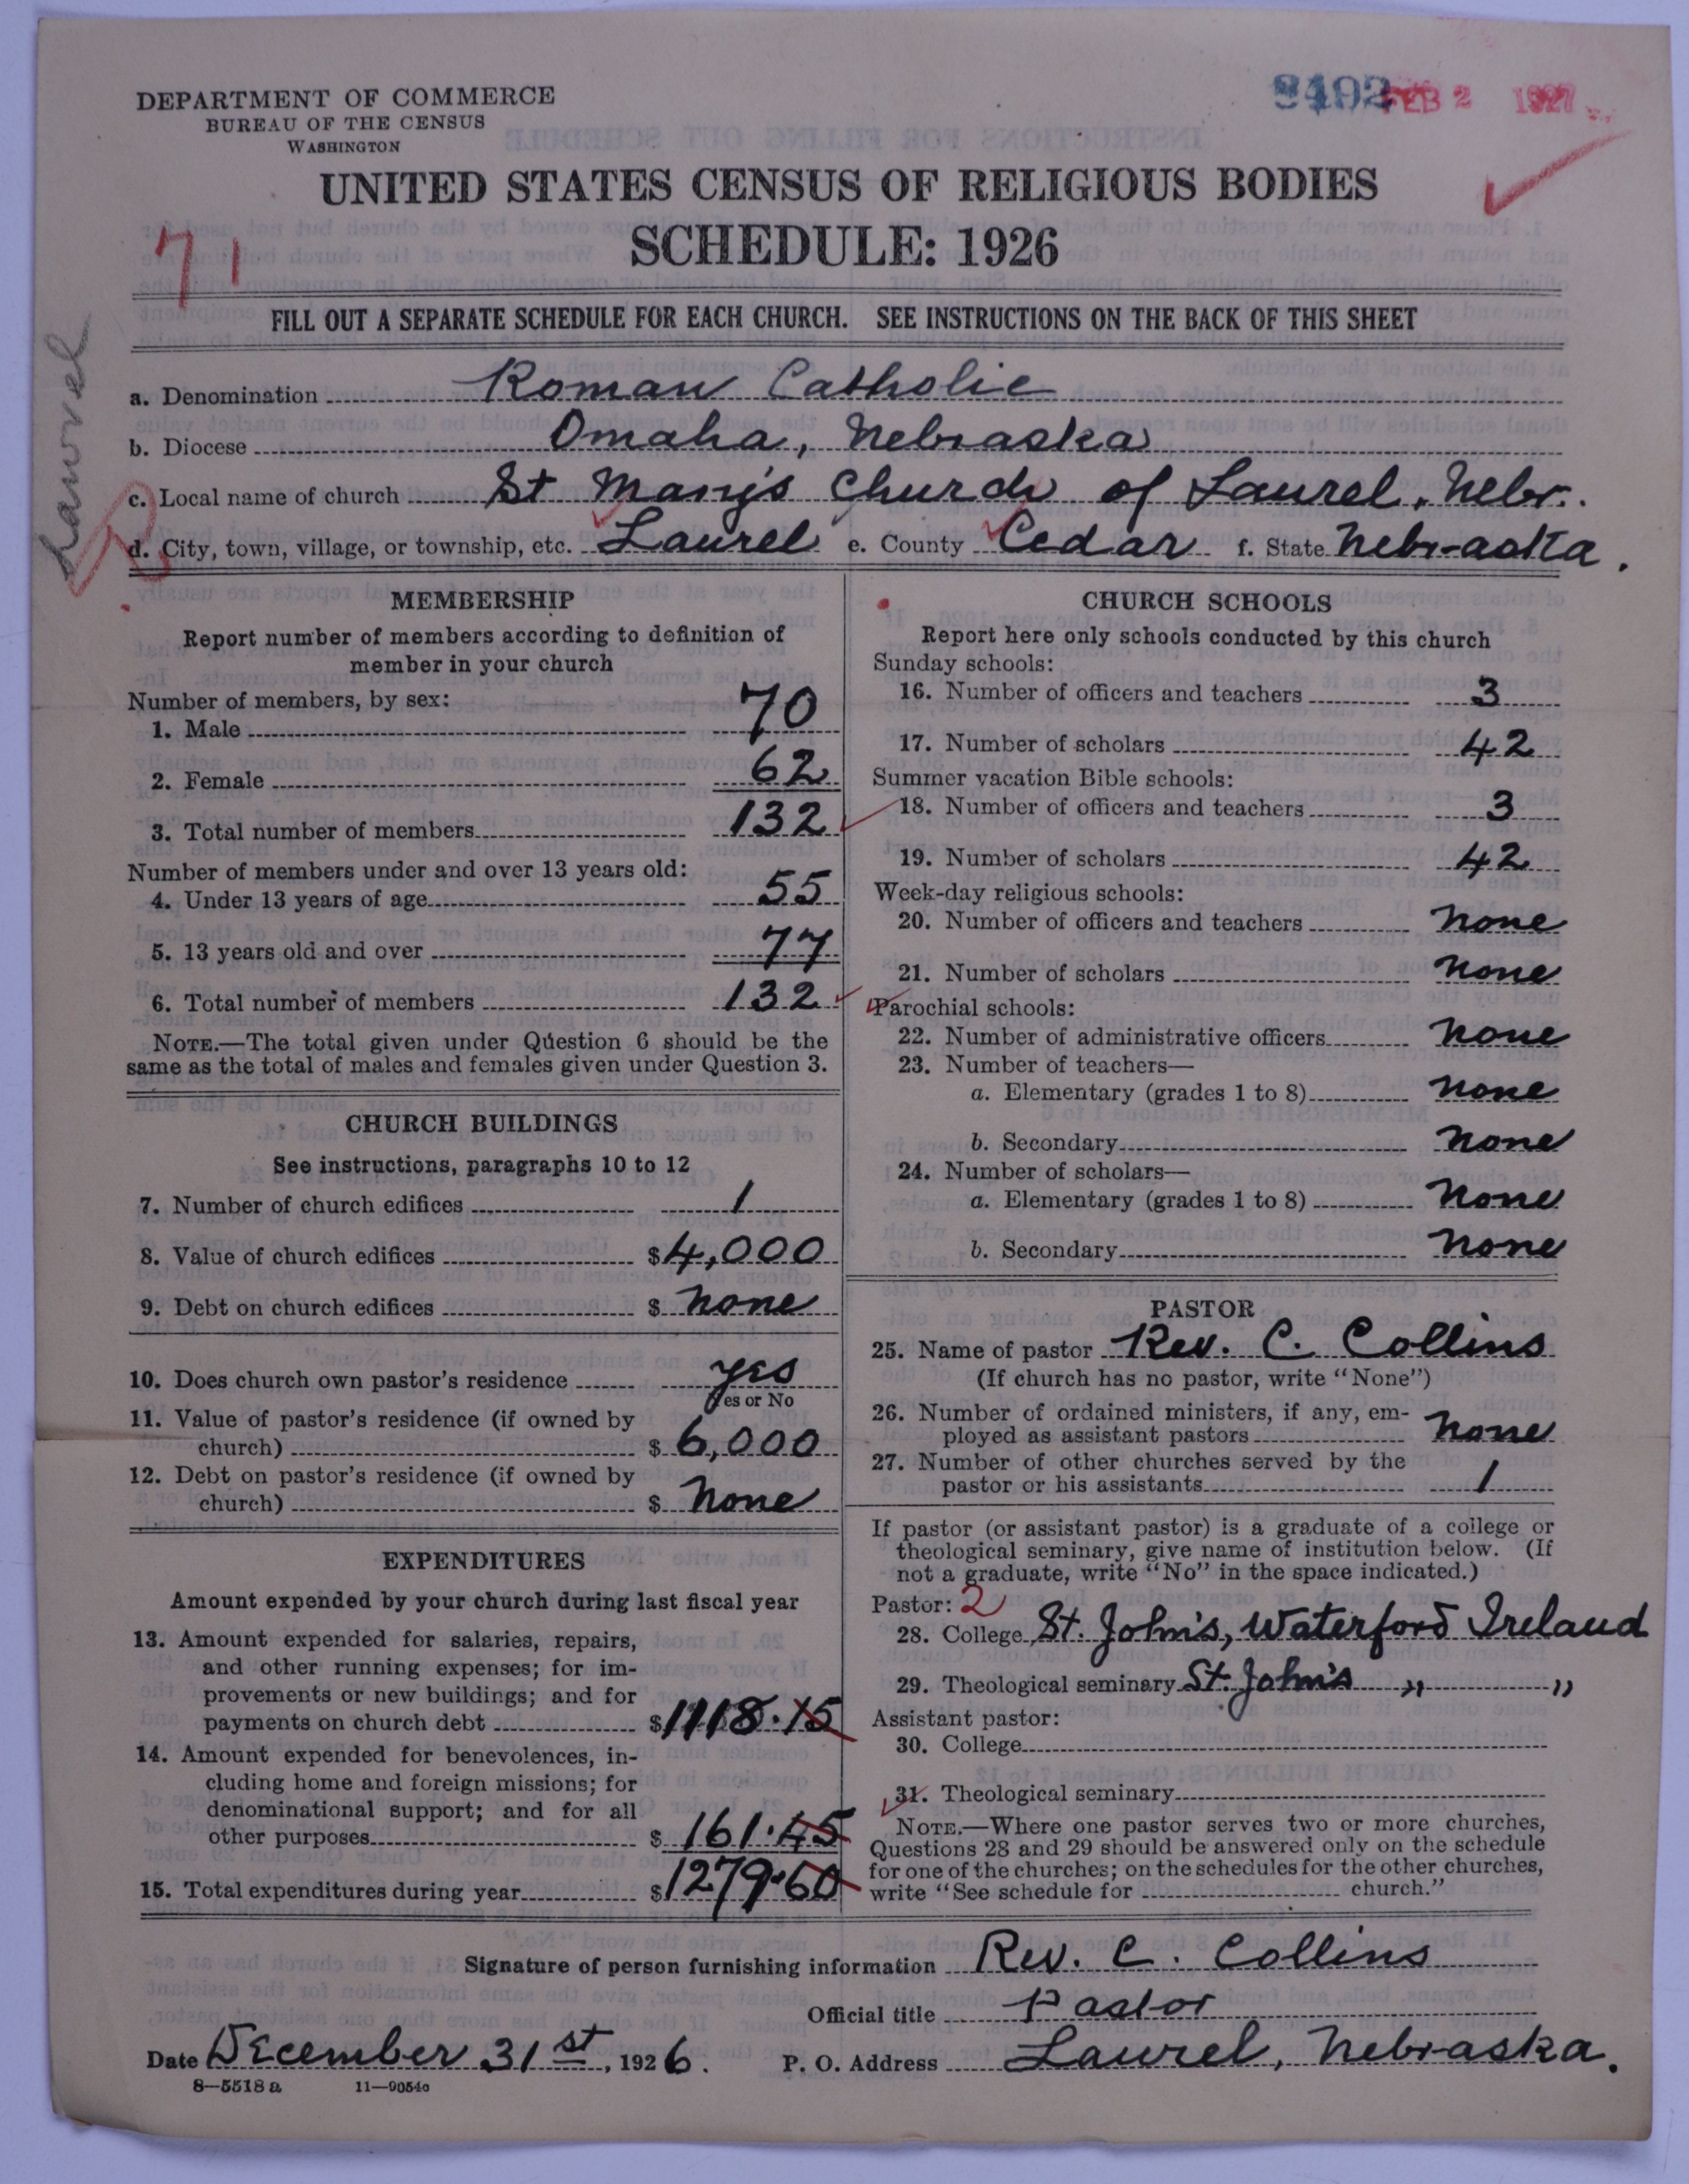 DEPARTMENT OF COMMERCE
BUREAU OF THE CENSUS
WASHINGTON
FEB 2 1927
UNITED STATES CENSUS OF RELIGIOUS BODIES
SCHEDULE: 1926
71
FILL OUT A SEPARATE SCHEDULE FOR EACH CHURCH. SEE INSTRUCTIONS ON THE BACK OF THIS SHEET
Laurel
a. Denomination Roman Catholic
b. Diocese Omaha, Nebraska
c. Local name of church St Mary's Church of Laurel, Nebr.
d. City, town, village, or township, etc. Laurel e. County Cedar f. State Nebraska.
MEMBERSHIP
Report number of members according to definition of
member in your church
Number of members, by sex:
1. Male 70
2. Female 62
3. Total number of members 132
Number of members under and over 13 years old:
4. Under 13 years of age 55
5. 13 years old and over 77
6. Total number of members 132
NOTE.—The total given under Question 6 should be the
same as the total of males and females given under Question 3.
CHURCH BUILDINGS
See instructions, paragraphs 10 to 12
7. Number of church edifices 1
8. Value of church edifices $ 4,000
9. Debt on church edifices $ none
10. Does church own pastor's residence yes
Yes or No
11. Value of pastor's residence (if owned by
church) $ 6,000
12. Debt on pastor's residence (if owned by
church) $ None
EXPENDITURES
Amount expended by your church during last fiscal year
13. Amount expended for salaries, repairs,
and other running expenses; for im-
provements or new buildings; and for
payments on church debt $ 1118.15
14. Amount expended for benevolences, in-
cluding home and foreign missions; for
denominational support; and for all
other purposes $ 161.45
15. Total expenditures during year $ 1279.60
CHURCH SCHOOLS
Report here only schools conducted by this church
Sunday schools:
16. Number of officers and teachers 3
17. Number of scholars 42
Summer vacation Bible schools:
18. Number of officers and teachers 3
19. Number of scholars 42
Week-day religious schools:
20. Number of officers and teachers none
21. Number of scholars none
Parochial schools:
22. Number of administrative officers none
23. Number of teachers—
a. Elementary (grades 1 to 8) none
b. Secondary none
24. Number of scholars—
a. Elementary (grades 1 to 8) none
b. Secondary none
PASTOR
25. Name of pastor Rev. C. Collins
(If church has no pastor, write "None")
26. Number of ordained ministers, if any, em-
ployed as assistant pastors none
27. Number of other churches served by the
pastor or his assistants 1
If pastor (or assistant pastor) is a graduate of a college or
theological seminary, give name of institution below. (If
not a graduate, write "No" in the space indicated.)
Pastor: 2
28. College St. John's, Waterford Ireland
29. Theological seminary St. John's " "
Assistant pastor:
30. College
31. Theological seminary
NOTE.—Where one pastor serves two or more churches,
Questions 28 and 29 should be answered only on the schedule
for one of the churches; on the schedules for the other churches,
write "See schedule for church."
Signature of person furnishing information Rev. C. Collins
Official title Pastor
Date December 31st, 1926. P. O. Address Laurel, Nebraska.
8—5518 a 11—9054a